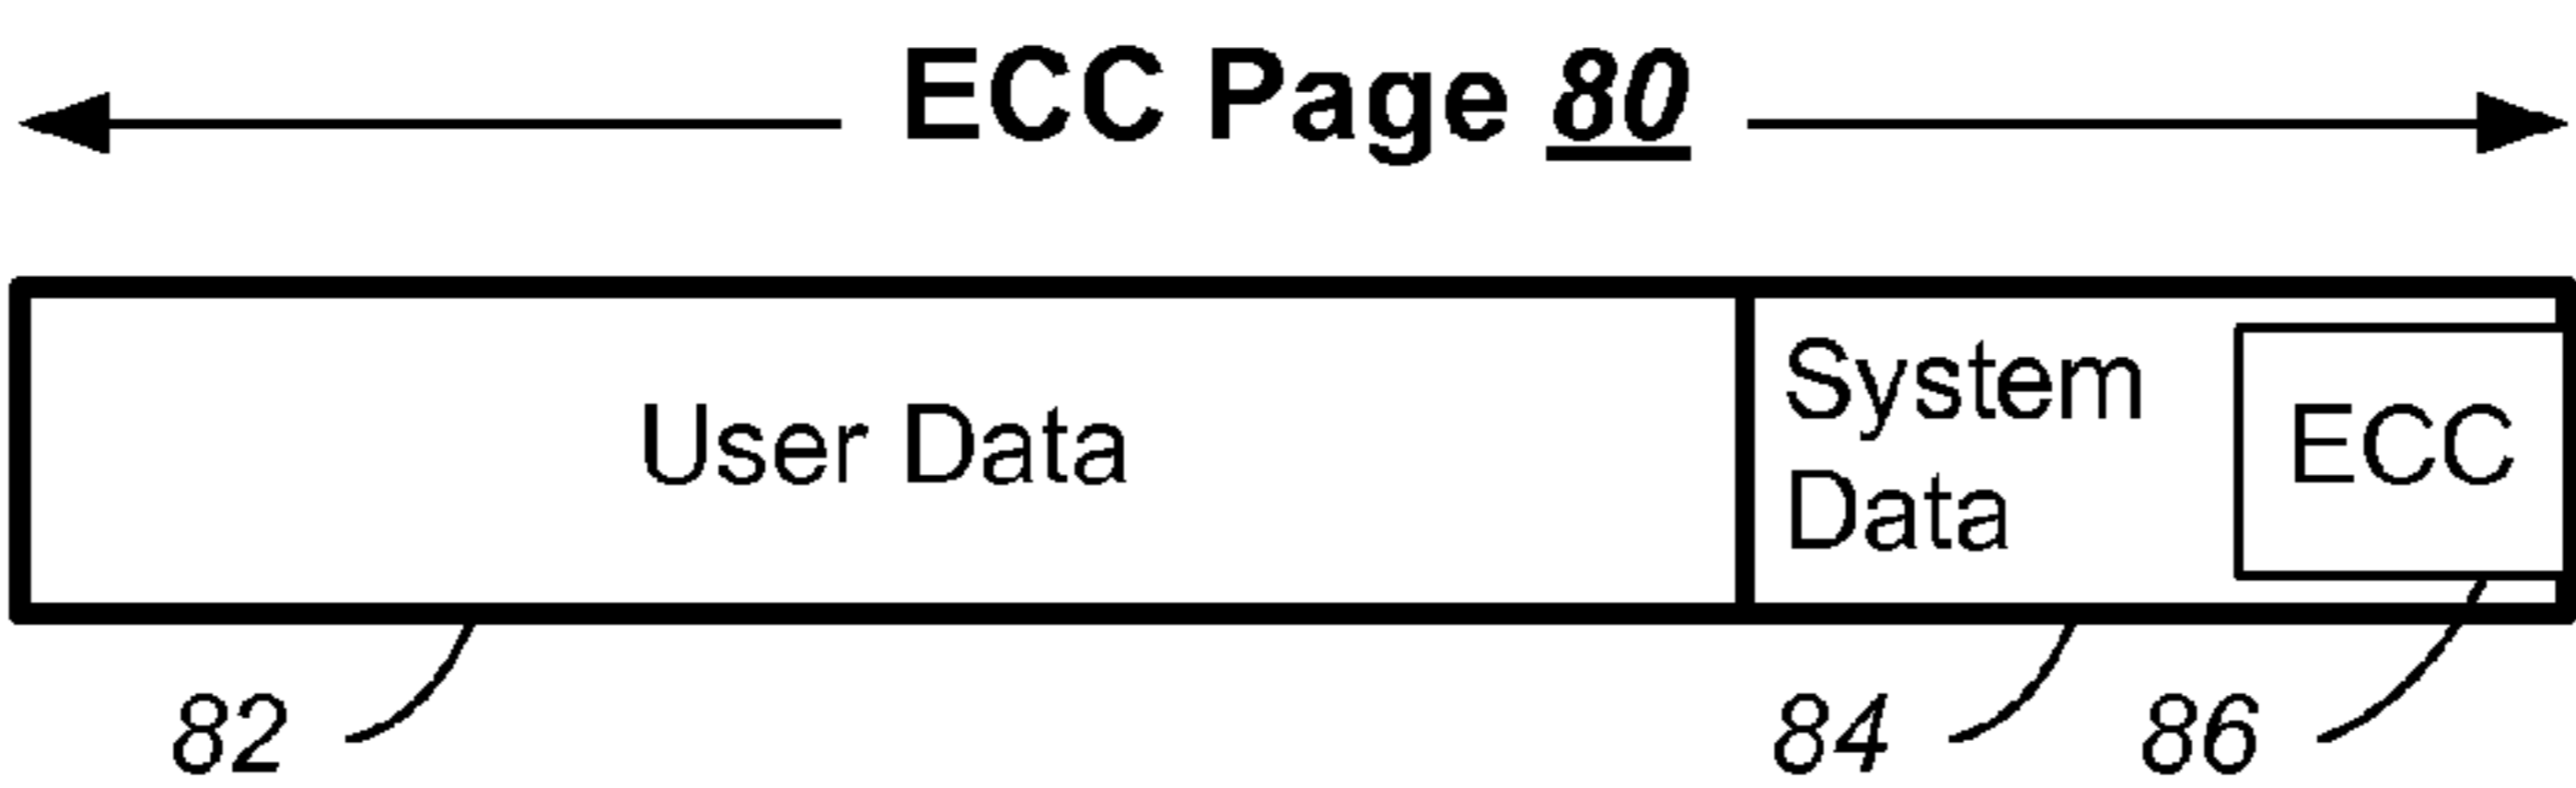 ECC Page 80
User Data
System
Data
ECC
82
84
86